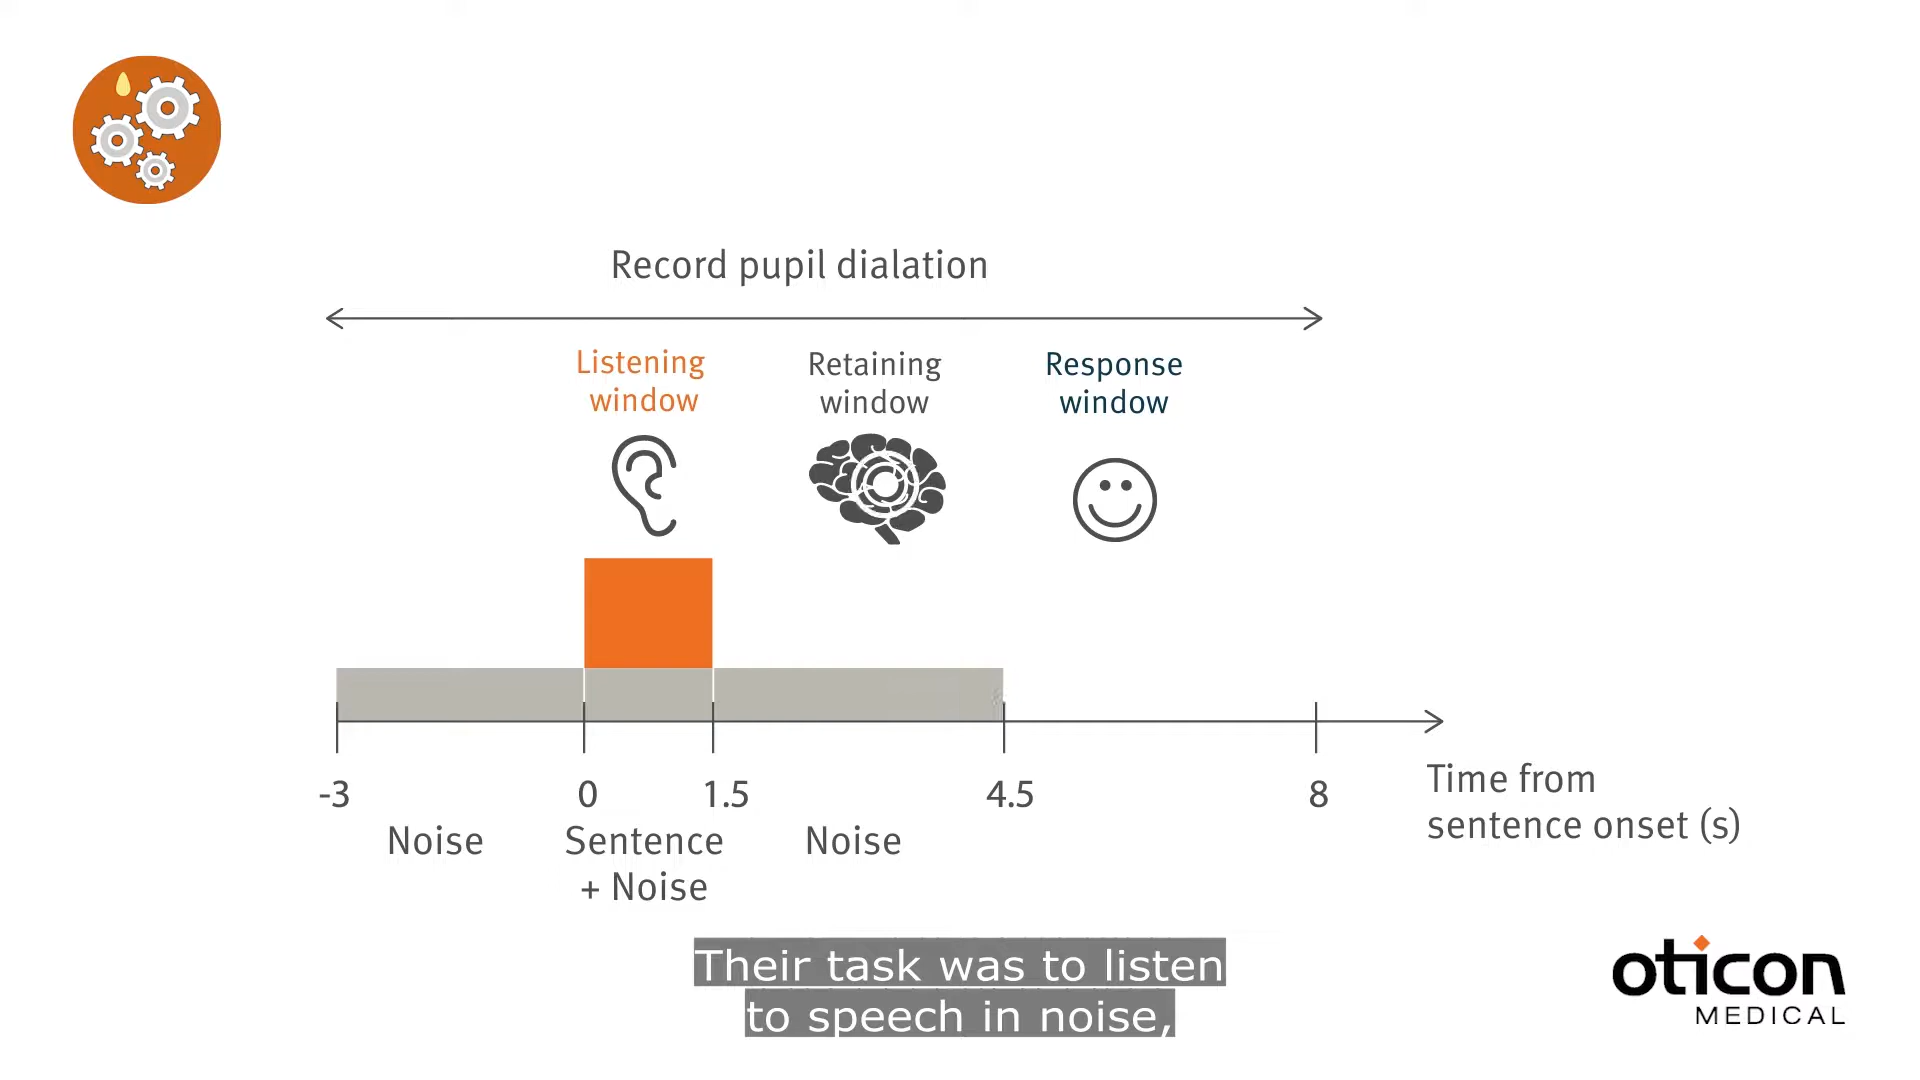 Record pupil dialation
Listening
window
Retaining
window
Response
window
-3
0
1.5
4.5
8
Time from
sentence onset (s)
Noise
Sentence
+ Noise
Noise
Their task was to listen
to speech in noise,
oticon
MEDICAL